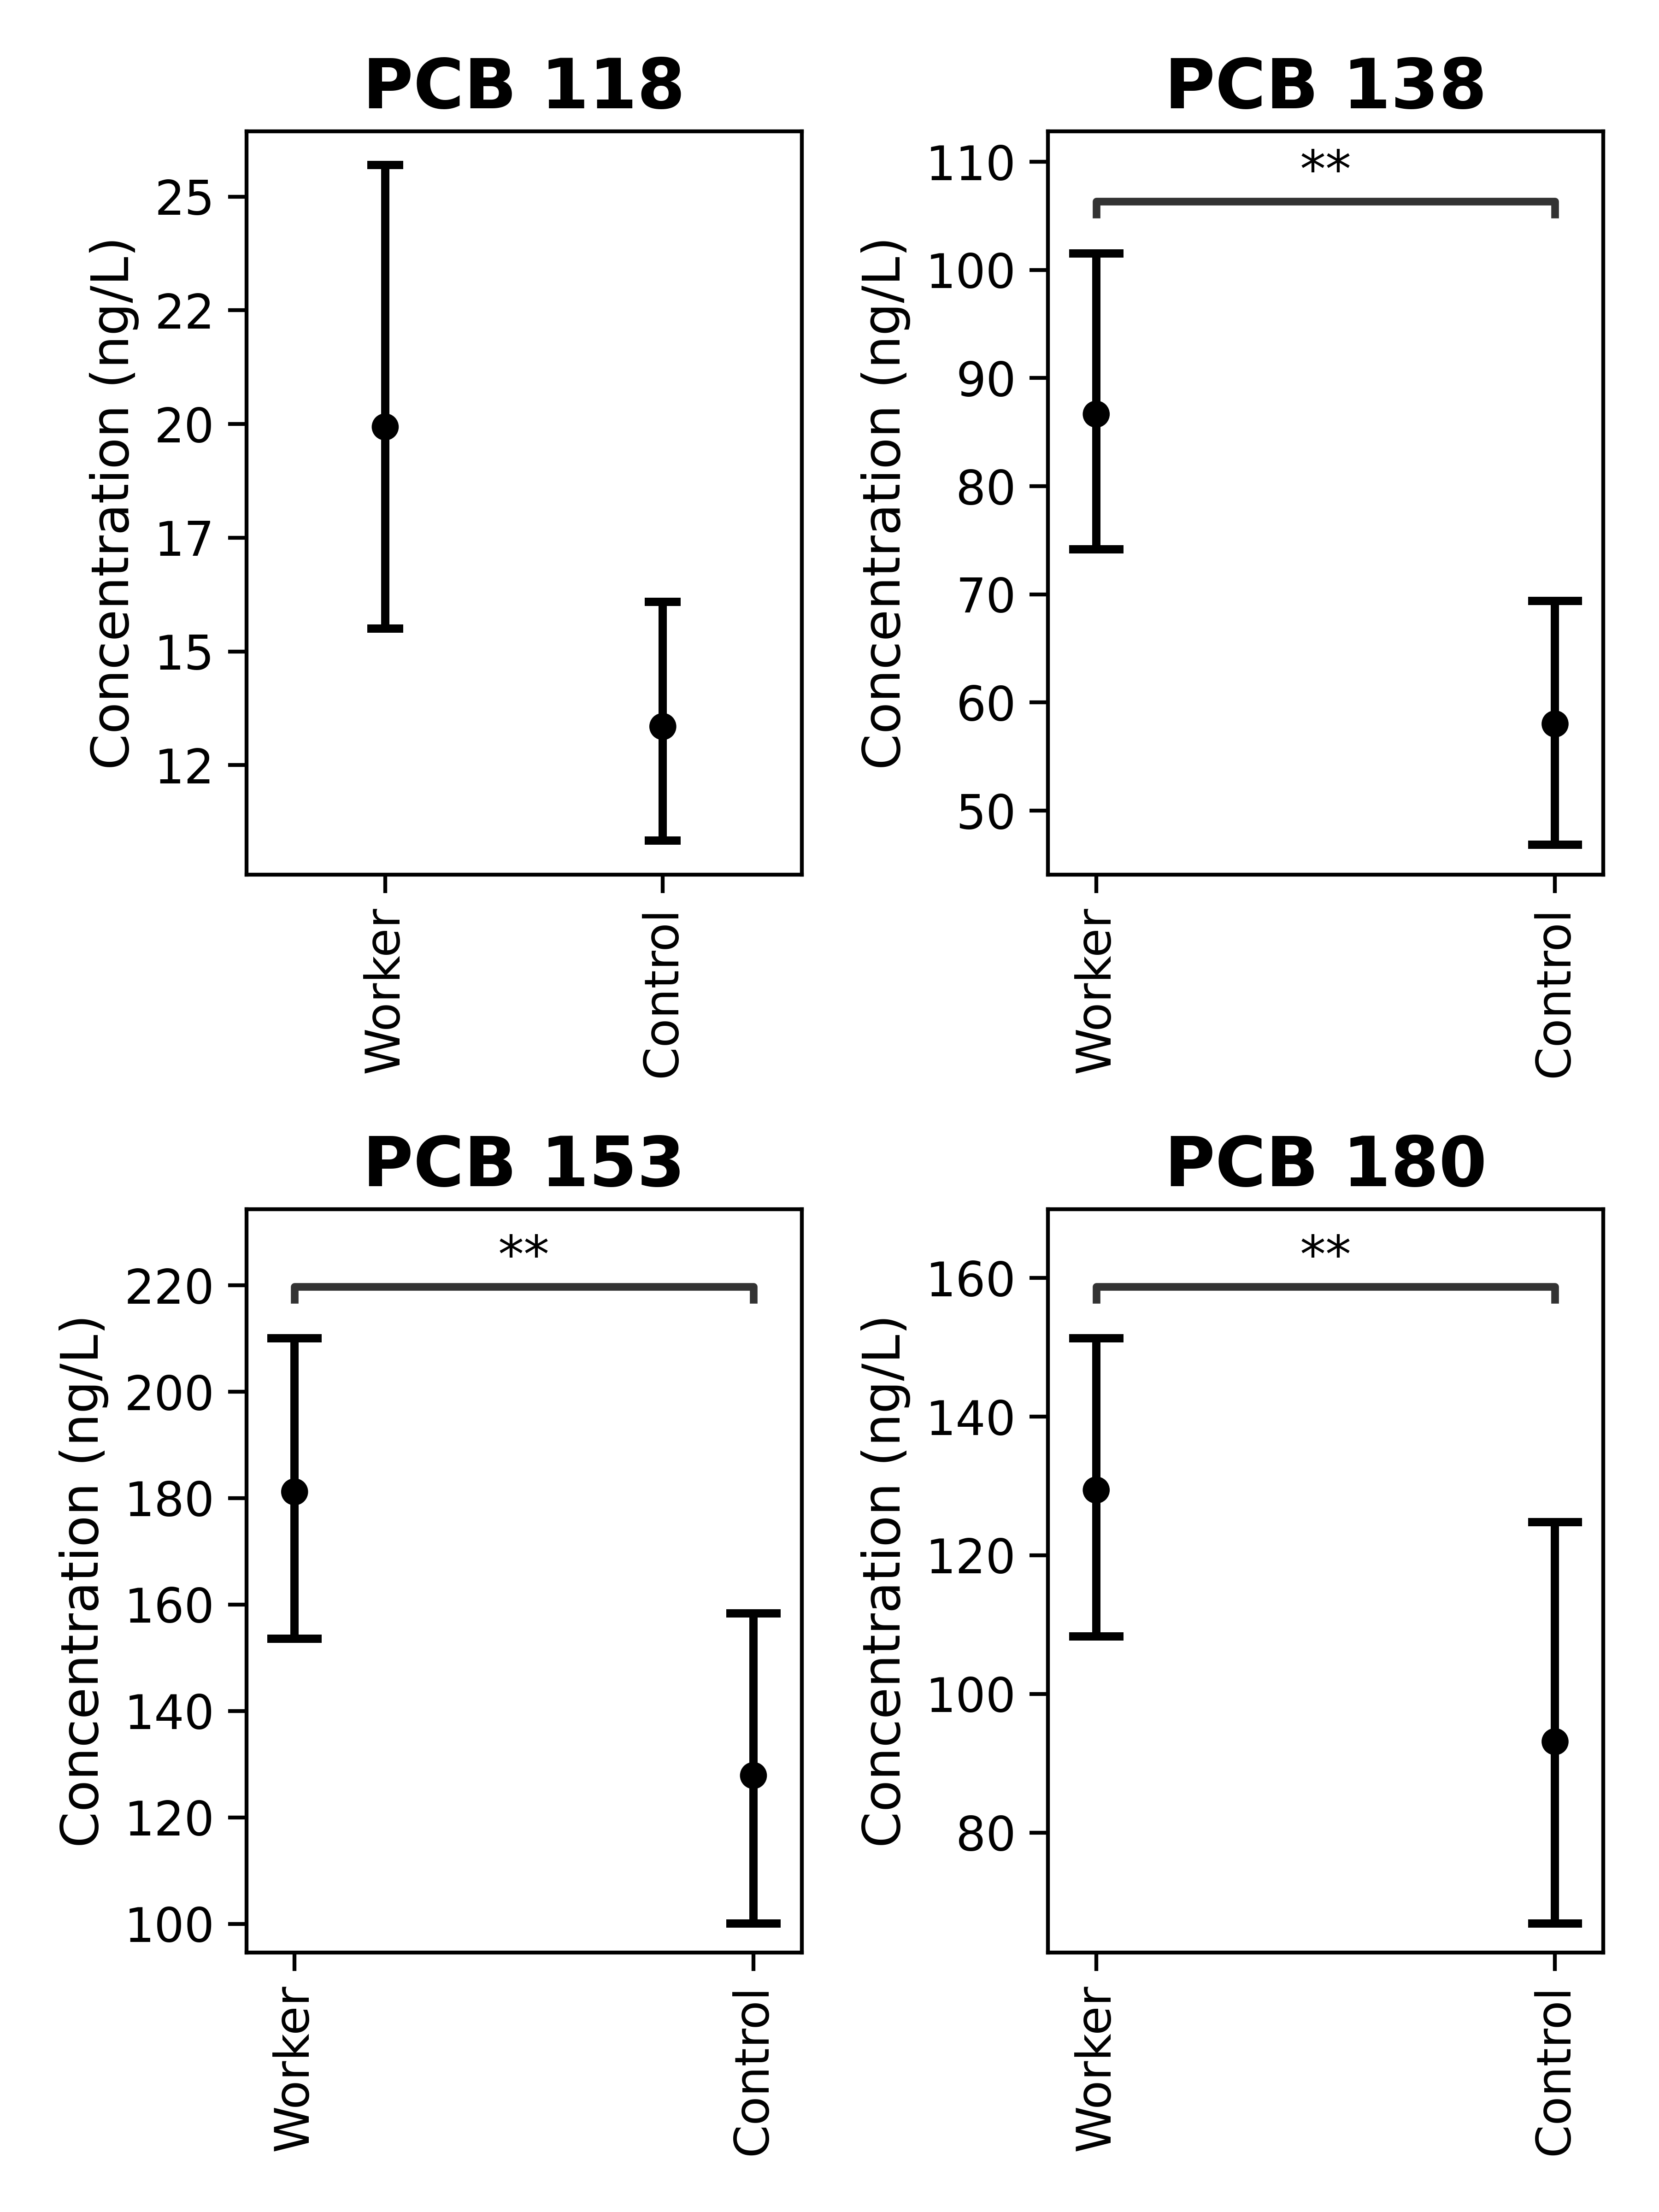 PCB 118
Concentration (ng/L)
25
22
20
17
15
12
Worker
Control
PCB 138
**
Concentration (ng/L)
110
100
90
80
70
60
50
Worker
Control
PCB 153
**
Concentration (ng/L)
220
200
180
160
140
120
100
Worker
Control
PCB 180
**
Concentration (ng/L)
160
140
120
100
80
Worker
Control